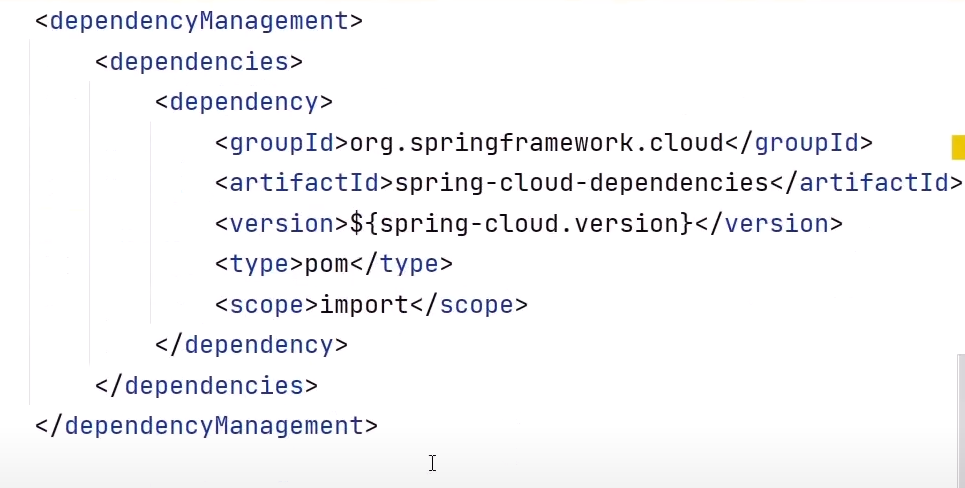 <dependencyManagement>
<dependencies>
<dependency>
<groupId>org.springframework.cloud</groupId>
<artifactId>spring-cloud-dependencies</artifactId>
<version>${spring-cloud.version}</version>
<type>pom</type>
<scope>import</scope>
</dependency>
</dependencies>
</dependencyManagement>